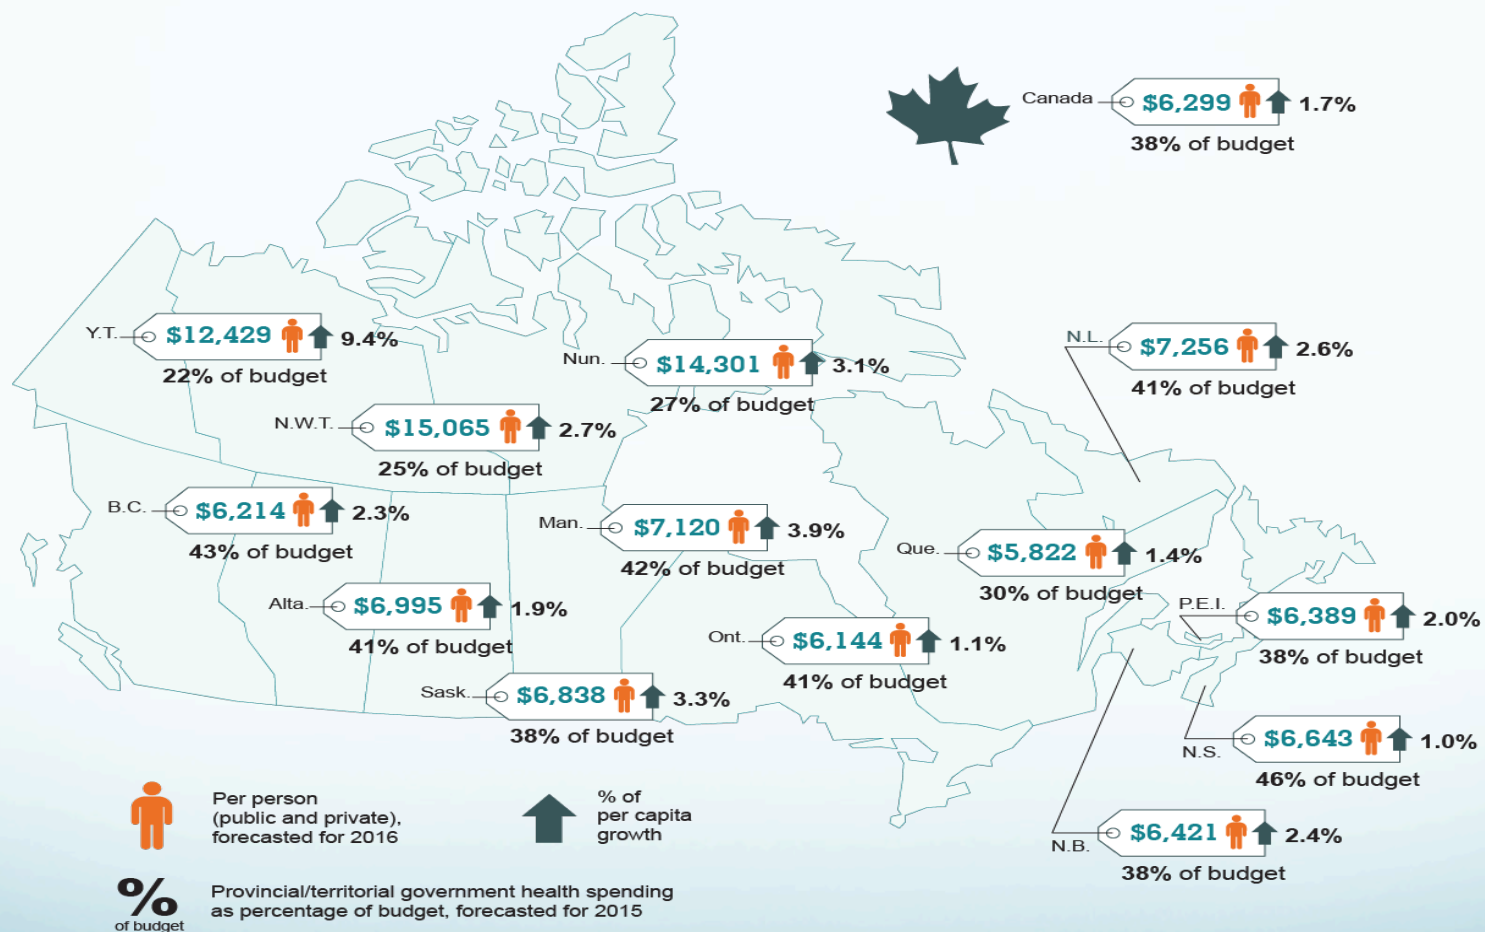 Canada
$6,299
1.7%
38% of budget
Y.T.
$12,429
9.4%
22% of budget
Nun.
$14,301
3.1%
27% of budget
N.L.
$7,256
2.6%
41% of budget
N.W.T.
$15,065
2.7%
25% of budget
B.C.
$6,214
2.3%
43% of budget
Man.
$7,120
3.9%
42% of budget
Que.
$5,822
1.4%
30% of budget
Alta.
$6,995
1.9%
41% of budget
P.E.I.
$6,389
2.0%
38% of budget
Ont.
$6,144
1.1%
41% of budget
Sask.
$6,838
3.3%
38% of budget
N.S.
$6,643
1.0%
46% of budget
N.B.
$6,421
2.4%
38% of budget
Per person
(public and private),
forecasted for 2016
% of
per capita
growth
%
of budget
Provincial/territorial government health spending
as percentage of budget, forecasted for 2015